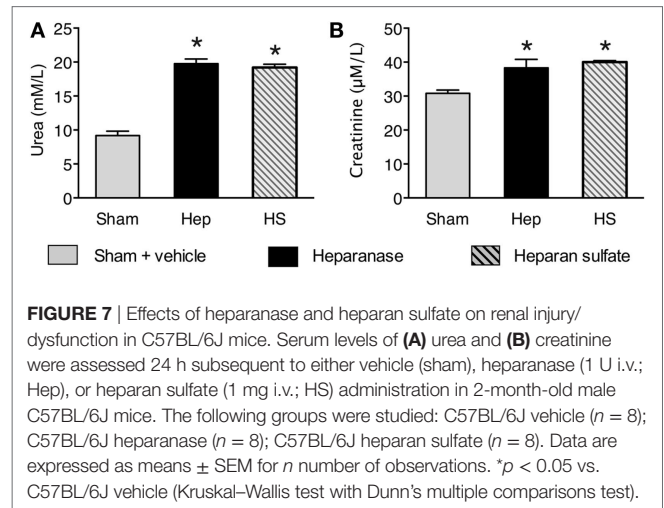 A
B
25
20
15
10
5
0
Urea (mM/L)
*
*
Sham
Hep
HS
50
40
30
20
10
0
Creatinine (µM/L)
*
*
Sham
Hep
HS
Sham + vehicle
Heparanase
Heparan sulfate
FIGURE 7 | Effects of heparanase and heparan sulfate on renal injury/
dysfunction in C57BL/6J mice. Serum levels of (A) urea and (B) creatinine
were assessed 24 h subsequent to either vehicle (sham), heparanase (1 U i.v.;
Hep), or heparan sulfate (1 mg i.v.; HS) administration in 2-month-old male
C57BL/6J mice. The following groups were studied: C57BL/6J vehicle (n = 8);
C57BL/6J heparanase (n = 8); C57BL/6J heparan sulfate (n = 8). Data are
expressed as means ± SEM for n number of observations. *p < 0.05 vs.
C57BL/6J vehicle (Kruskal–Wallis test with Dunn's multiple comparisons test).